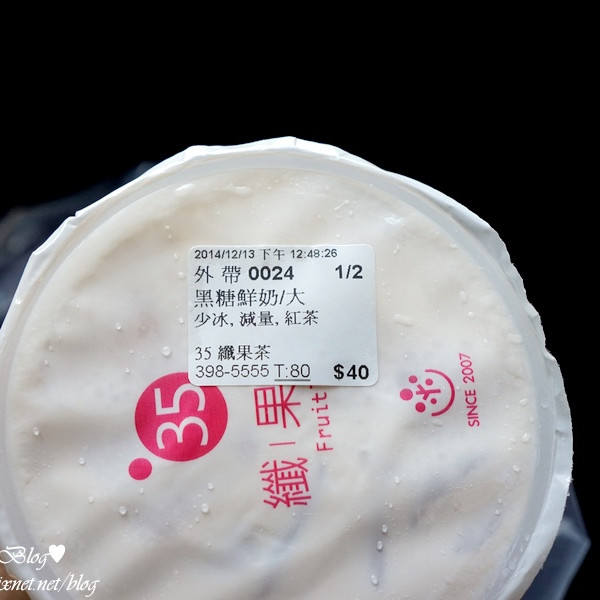 2014/12/13 下午 12:48:26
外 帶 0024 1/2
黑糖鮮奶/大
少冰, 減量, 紅茶
35 纖果茶
398-5555 T:80 $40
35
纖果
Fruit
SINCE 2007
Blog♥
ixnet.net/blog